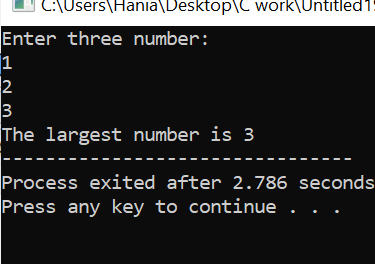 C:\Users\Hania\Desktop\C work\Untitled1
Enter three number:
1
2
3
The largest number is 3
--------------------------------
Process exited after 2.786 seconds
Press any key to continue . . .